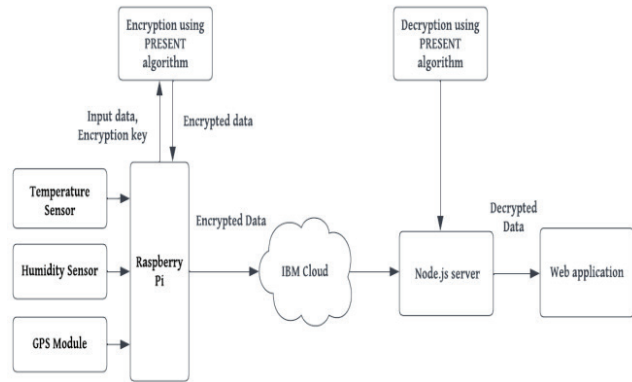 Encryption using
PRESENT
algorithm
Decryption using
PRESENT
algorithm
Input data,
Encryption key
Encrypted data
Temperature
Sensor
Humidity Sensor
GPS Module
Raspberry
Pi
Encrypted Data
IBM Cloud
Node.js server
Decrypted
Data
Web application